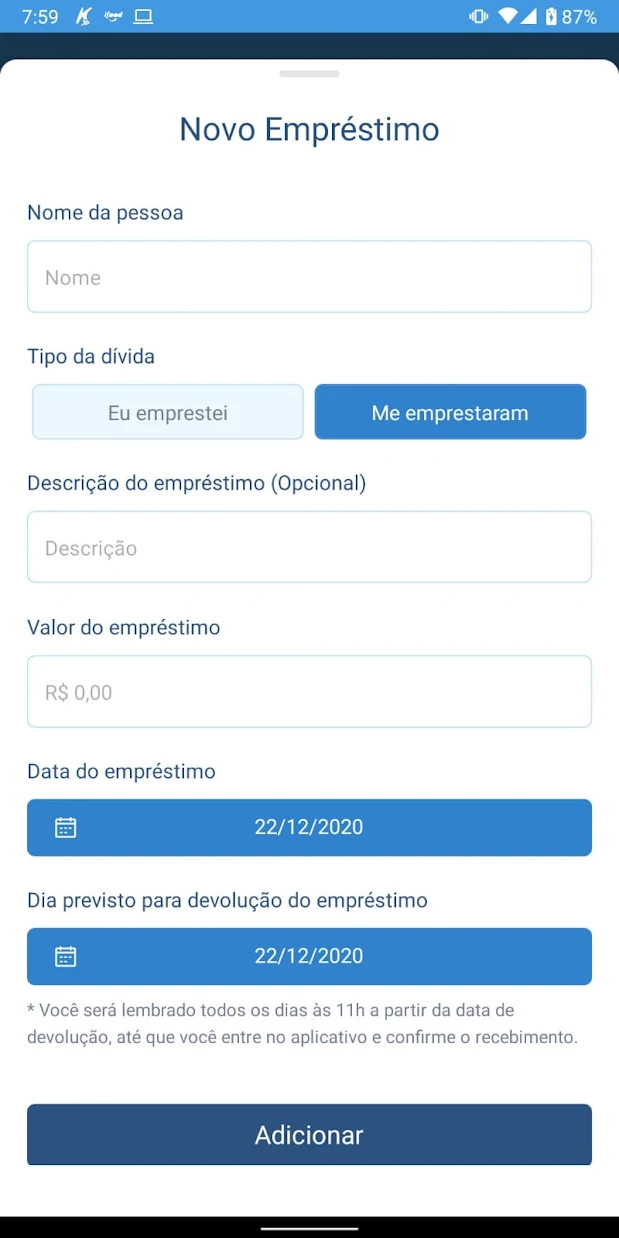 7:59 ifood 87%
Novo Empréstimo
Nome da pessoa
Nome
Tipo da dívida
Eu emprestei Me emprestaram
Descrição do empréstimo (Opcional)
Descrição
Valor do empréstimo
R$ 0,00
Data do empréstimo
22/12/2020
Dia previsto para devolução do empréstimo
22/12/2020
* Você será lembrado todos os dias às 11h a partir da data de
devolução, até que você entre no aplicativo e confirme o recebimento.
Adicionar